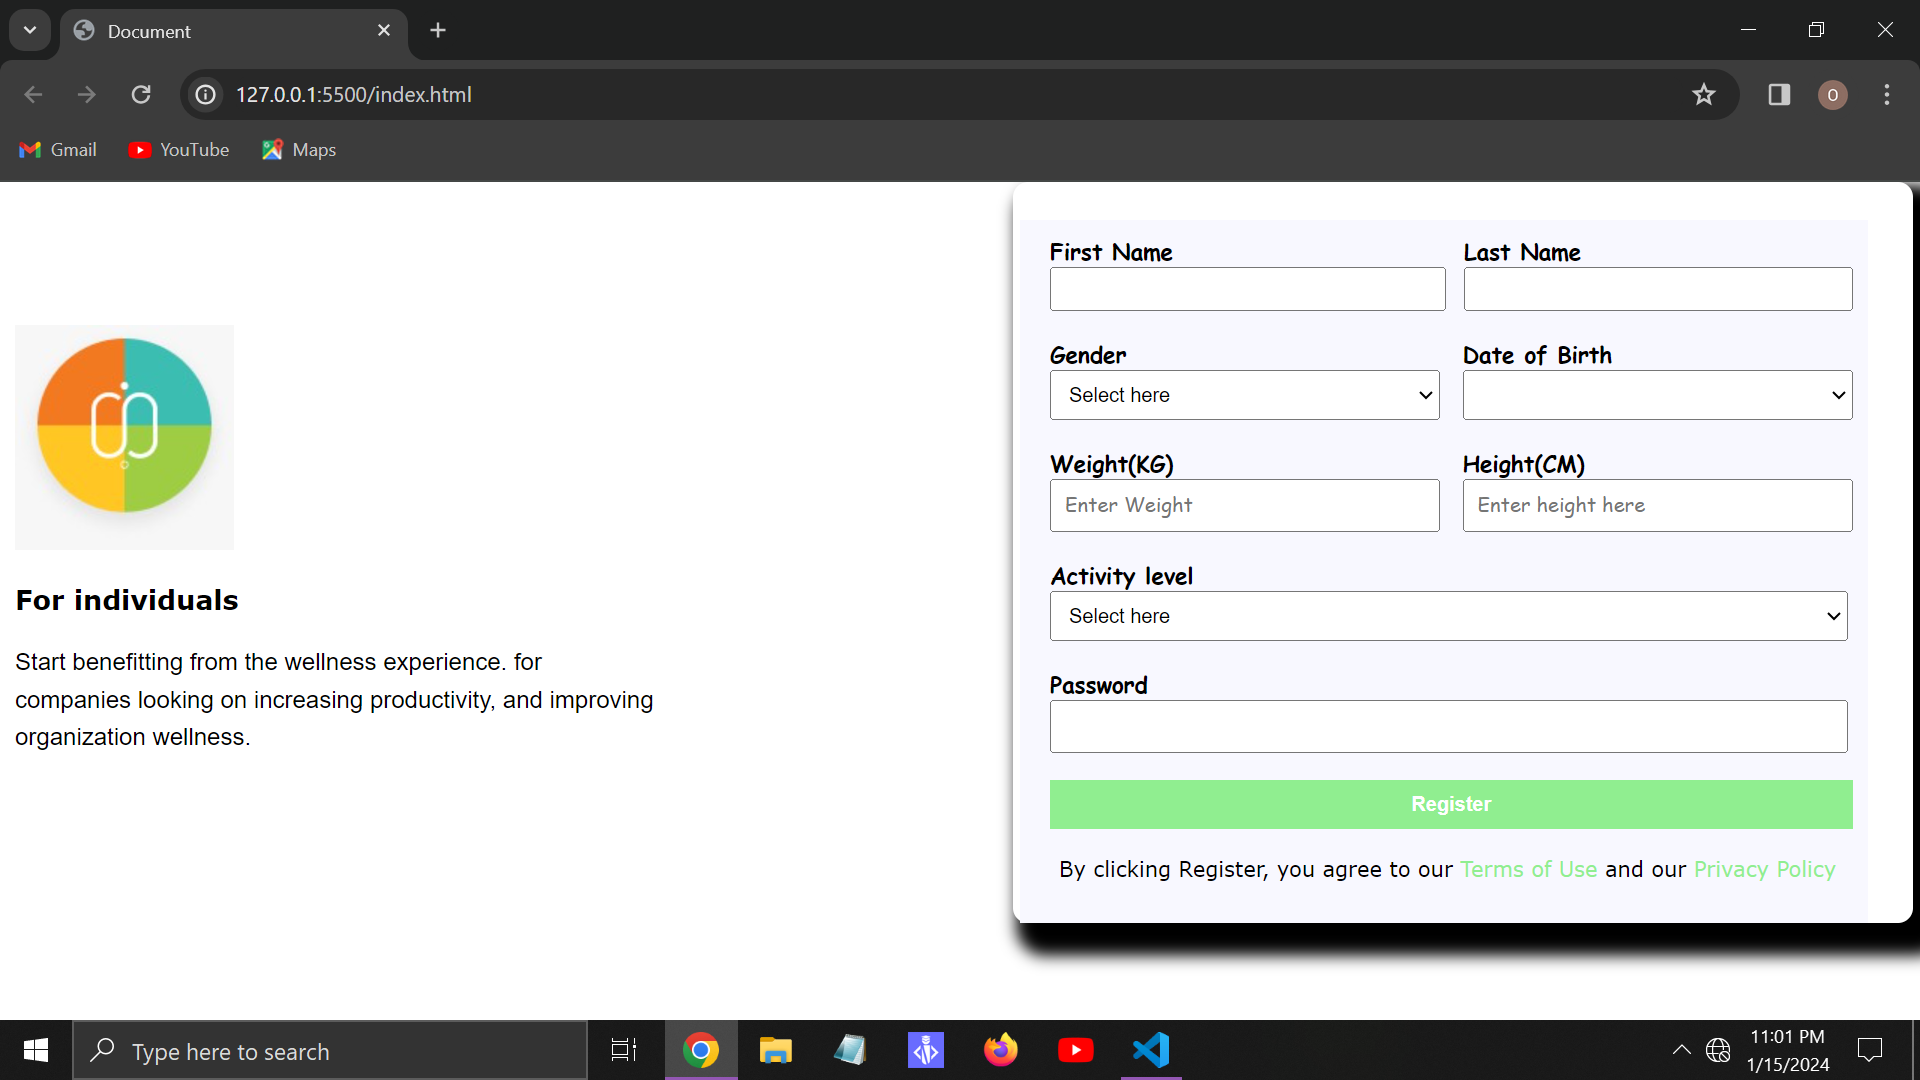 Document
127.0.0.1:5500/index.html
O
Gmail YouTube Maps
First Name Last Name
Gender Date of Birth
Select here
Weight(KG) Height(CM)
Enter Weight Enter height here
Activity level
Select here
Password
Register
By clicking Register, you agree to our Terms of Use and our Privacy Policy
For individuals
Start benefitting from the wellness experience. for
companies looking on increasing productivity, and improving
organization wellness.
Type here to search
11:01 PM
1/15/2024